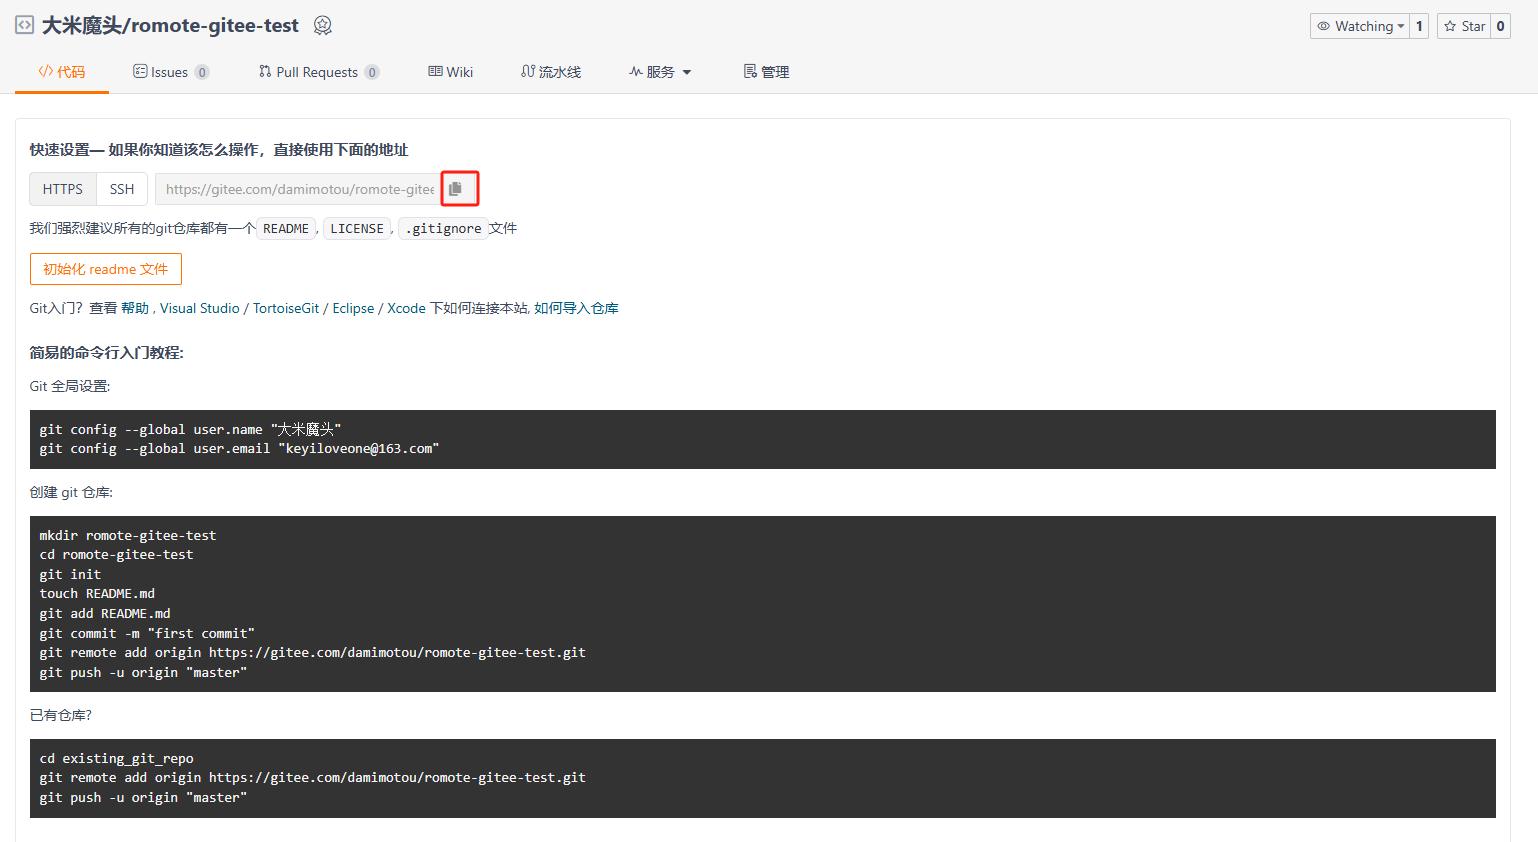 大米魔头/romote-gitee-test
Watching 1 Star 0
代码 Issues 0 Pull Requests 0 Wiki 流水线 服务 管理
快速设置— 如果你知道该怎么操作，直接使用下面的地址
HTTPS SSH https://gitee.com/damimotou/romote-gitee
我们强烈建议所有的git仓库都有一个 README, LICENSE, .gitignore 文件
初始化 readme 文件
Git入门？查看 帮助 , Visual Studio / TortoiseGit / Eclipse / Xcode 下如何连接本站, 如何导入仓库
简易的命令行入门教程:
Git 全局设置:
git config --global user.name "大米魔头"
git config --global user.email "keyiloveone@163.com"
创建 git 仓库:
mkdir romote-gitee-test
cd romote-gitee-test
git init
touch README.md
git add README.md
git commit -m "first commit"
git remote add origin https://gitee.com/damimotou/romote-gitee-test.git
git push -u origin "master"
已有仓库?
cd existing_git_repo
git remote add origin https://gitee.com/damimotou/romote-gitee-test.git
git push -u origin "master"